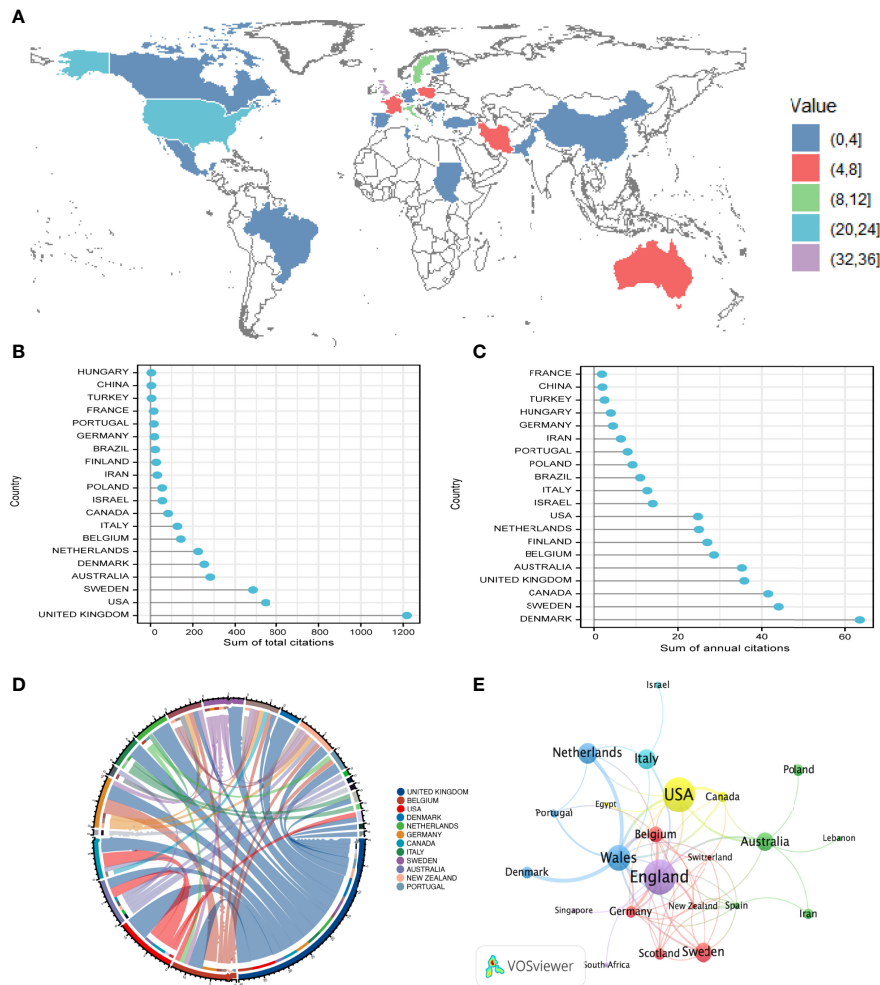 A
Value
(0,4]
(4,8]
(8,12]
(20,24]
(32,36]
B
HUNGARY
CHINA
TURKEY
FRANCE
PORTUGAL
GERMANY
BRAZIL
FINLAND
IRAN
POLAND
ISRAEL
CANADA
ITALY
BELGIUM
NETHERLANDS
DENMARK
AUSTRALIA
SWEDEN
USA
UNITED KINGDOM
Country
0 200 400 600 800 1000 1200
Sum of total citations
C
FRANCE
CHINA
TURKEY
HUNGARY
GERMANY
IRAN
PORTUGAL
POLAND
BRAZIL
ITALY
ISRAEL
USA
NETHERLANDS
FINLAND
BELGIUM
AUSTRALIA
UNITED KINGDOM
CANADA
SWEDEN
DENMARK
Country
0 20 40 60
Sum of annual citations
D
UNITED KINGDOM
BELGIUM
USA
DENMARK
NETHERLANDS
GERMANY
CANADA
ITALY
SWEDEN
AUSTRALIA
NEW ZEALAND
PORTUGAL
E
Israel
Netherlands
Italy
Poland
USA
Canada
Egypt
Portugal
Belgium
Australia
Lebanon
Wales
Switzerland
Denmark
England
New Zealand
Spain
Singapore
Germany
Iran
Scotland
Sweden
South Africa
VOSviewer